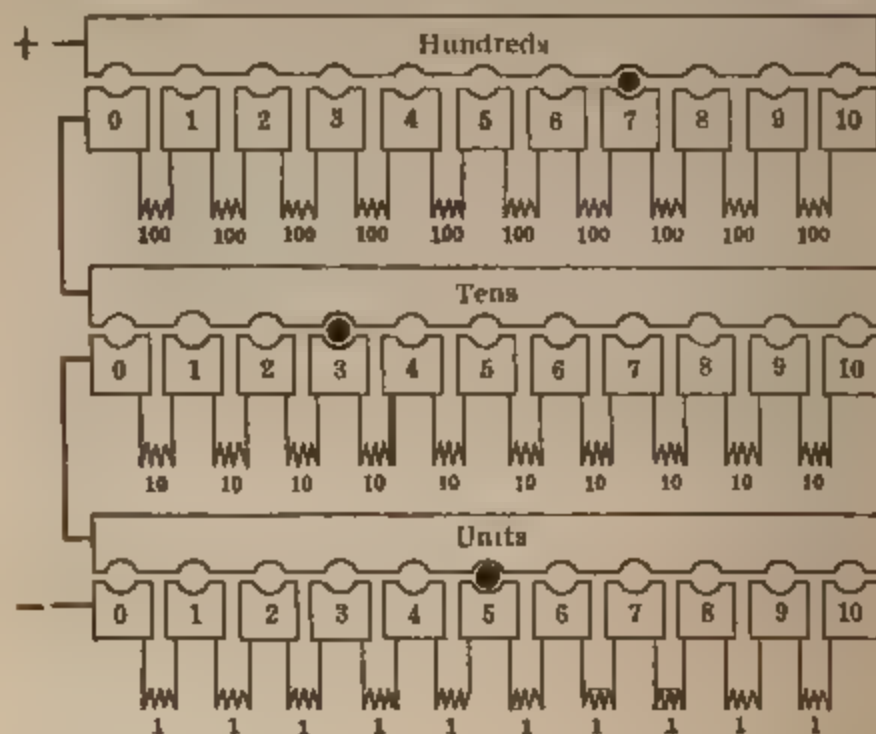 +
Hundreds
0 1 2 3 4 5 6 7 8 9 10
100 100 100 100 100 100 100 100 100 100
Tens
0 1 2 3 4 5 6 7 8 9 10
10 10 10 10 10 10 10 10 10 10
Units
− 0 1 2 3 4 5 6 7 8 9 10
1 1 1 1 1 1 1 1 1 1